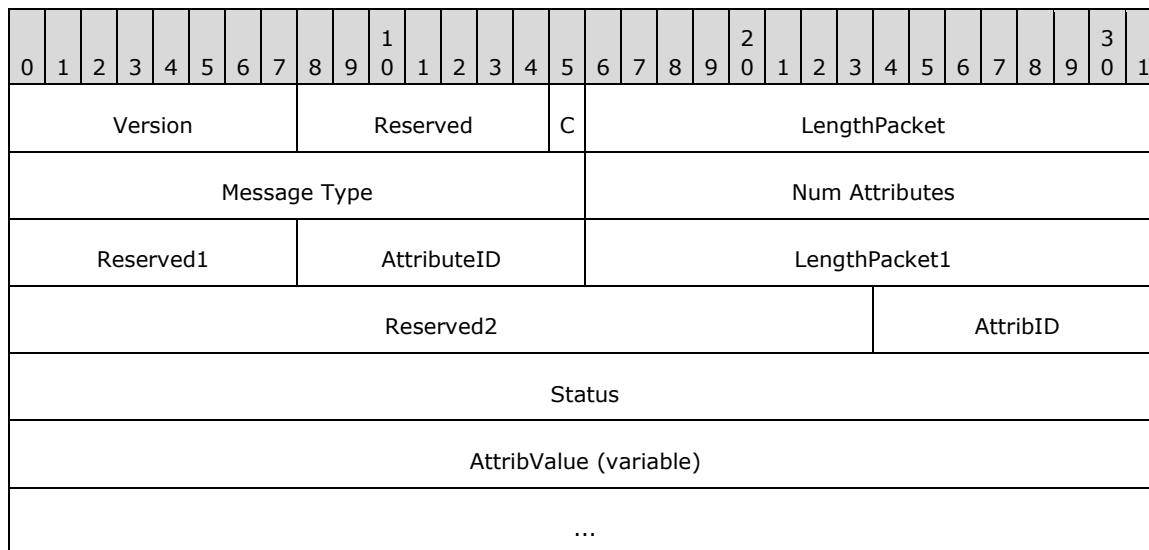 1 2 3
0 1 2 3 4 5 6 7 8 9 0 1 2 3 4 5 6 7 8 9 0 1 2 3 4 5 6 7 8 9 0 1
Version Reserved C LengthPacket
Message Type Num Attributes
Reserved1 AttributeID LengthPacket1
Reserved2 AttribID
Status
AttribValue (variable)
...